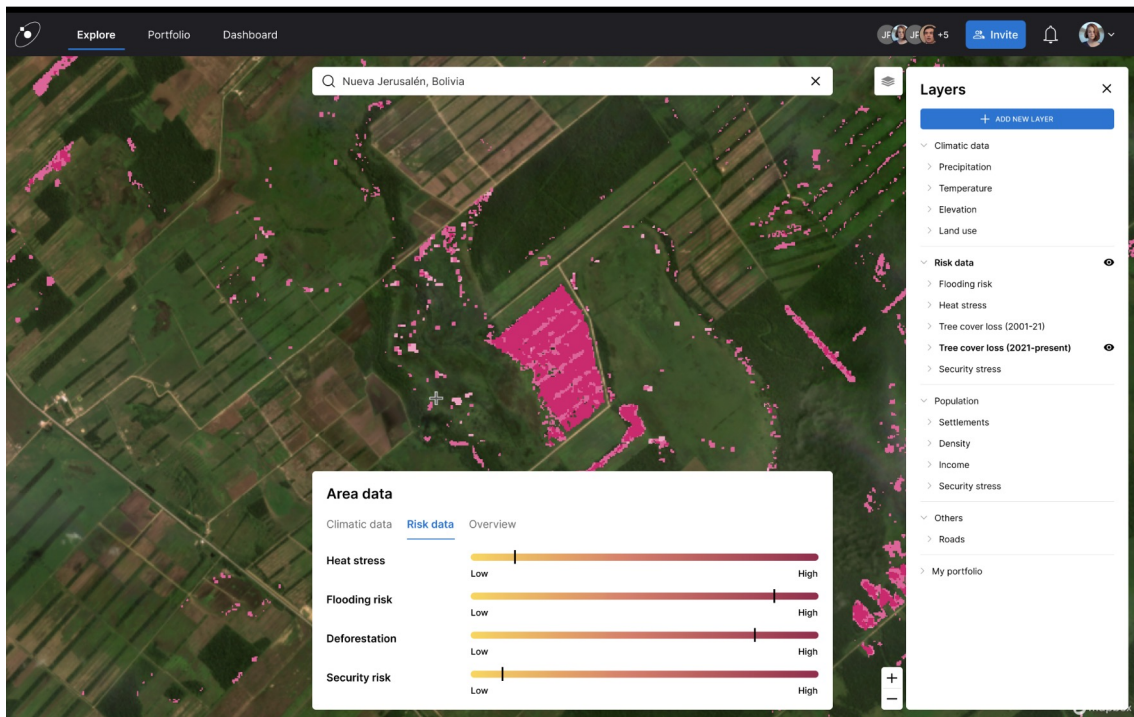 Explore Portfolio Dashboard
JF JF +5 Invite
Nueva Jerusalén, Bolivia
Layers
+ ADD NEW LAYER
Climatic data
Precipitation
Temperature
Elevation
Land use
Risk data
Flooding risk
Heat stress
Tree cover loss (2001-21)
Tree cover loss (2021-present)
Security stress
Population
Settlements
Density
Income
Security stress
Others
Roads
My portfolio
Area data
Climatic data Risk data Overview
Heat stress
Low High
Flooding risk
Low High
Deforestation
Low High
Security risk
Low High
mapbox